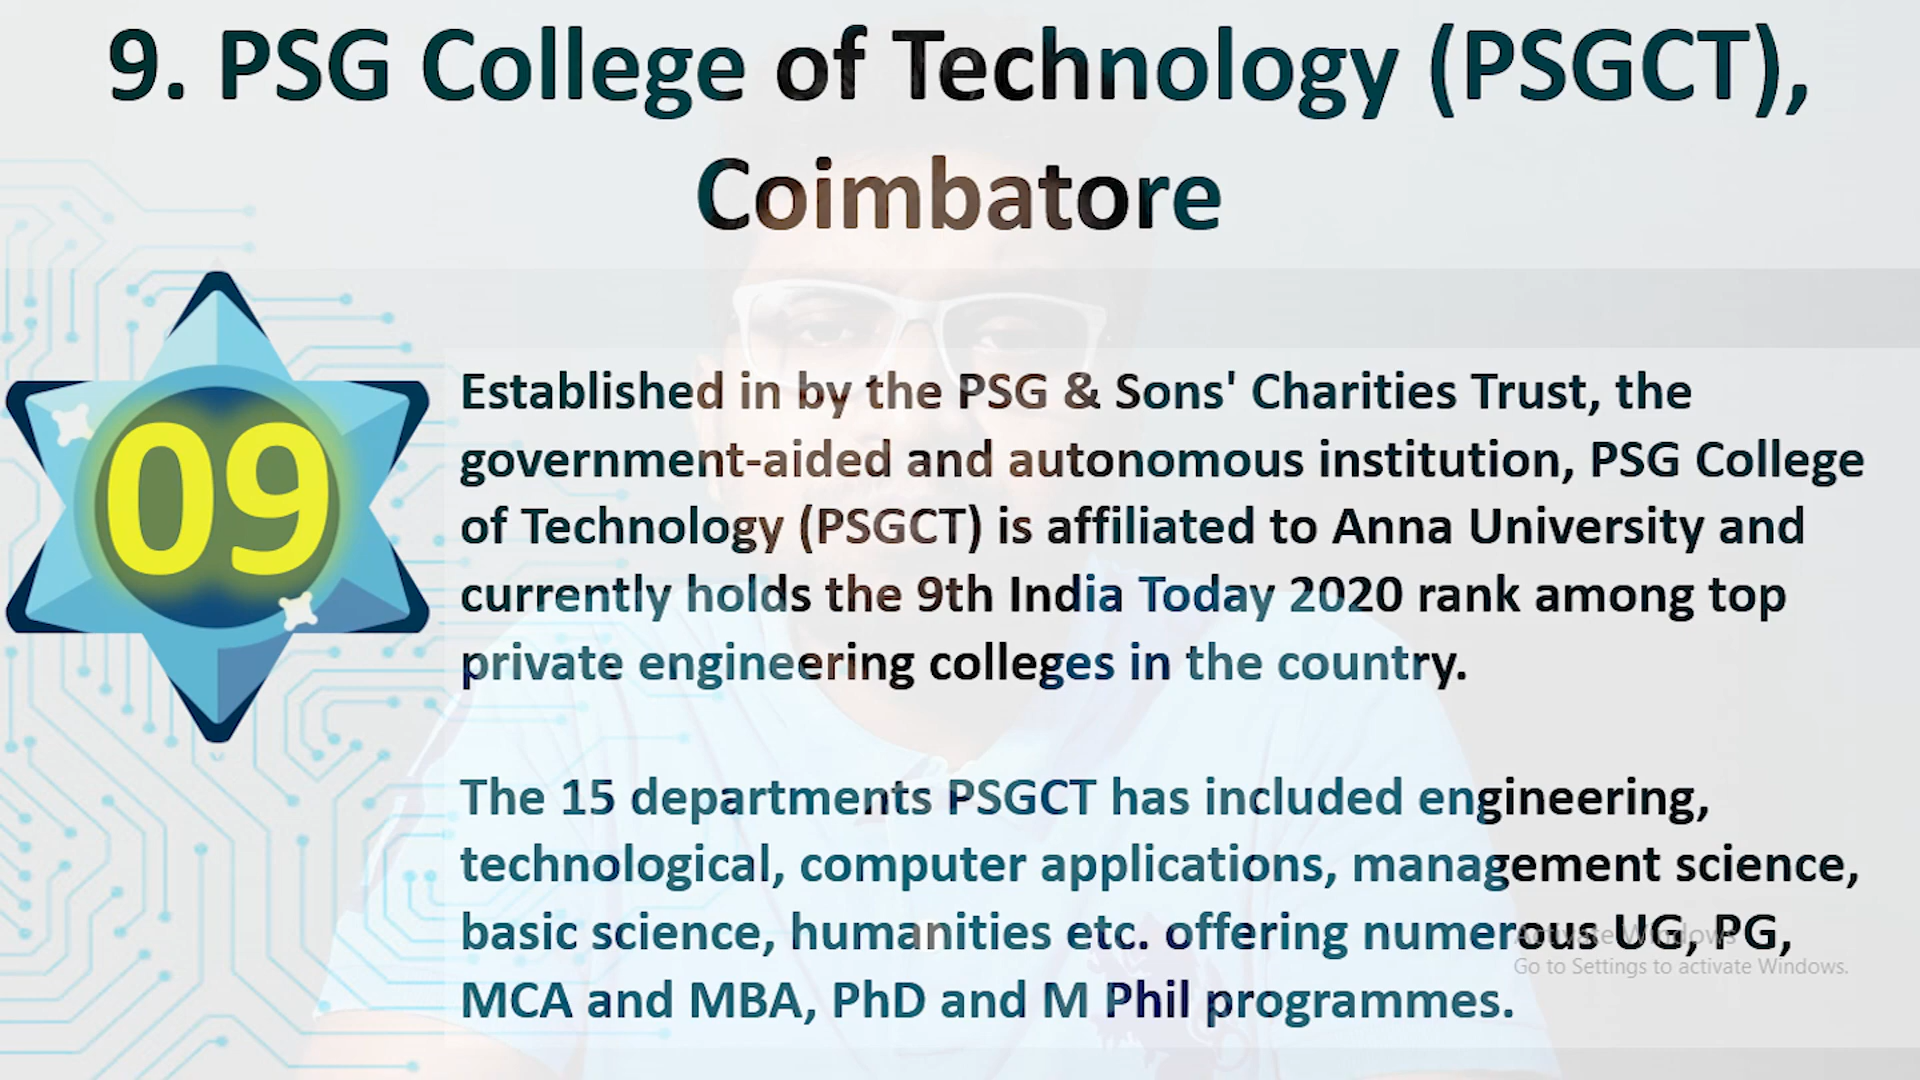 9. PSG College of Technology (PSGCT),
Coimbatore
09
Established in by the PSG & Sons' Charities Trust, the
government-aided and autonomous institution, PSG College
of Technology (PSGCT) is affiliated to Anna University and
currently holds the 9th India Today 2020 rank among top
private engineering colleges in the country.
The 15 departments PSGCT has included engineering,
technological, computer applications, management science,
basic science, humanities etc. offering numerous UG, PG,
MCA and MBA, PhD and M Phil programmes.
Activate Windows
Go to Settings to activate Windows.